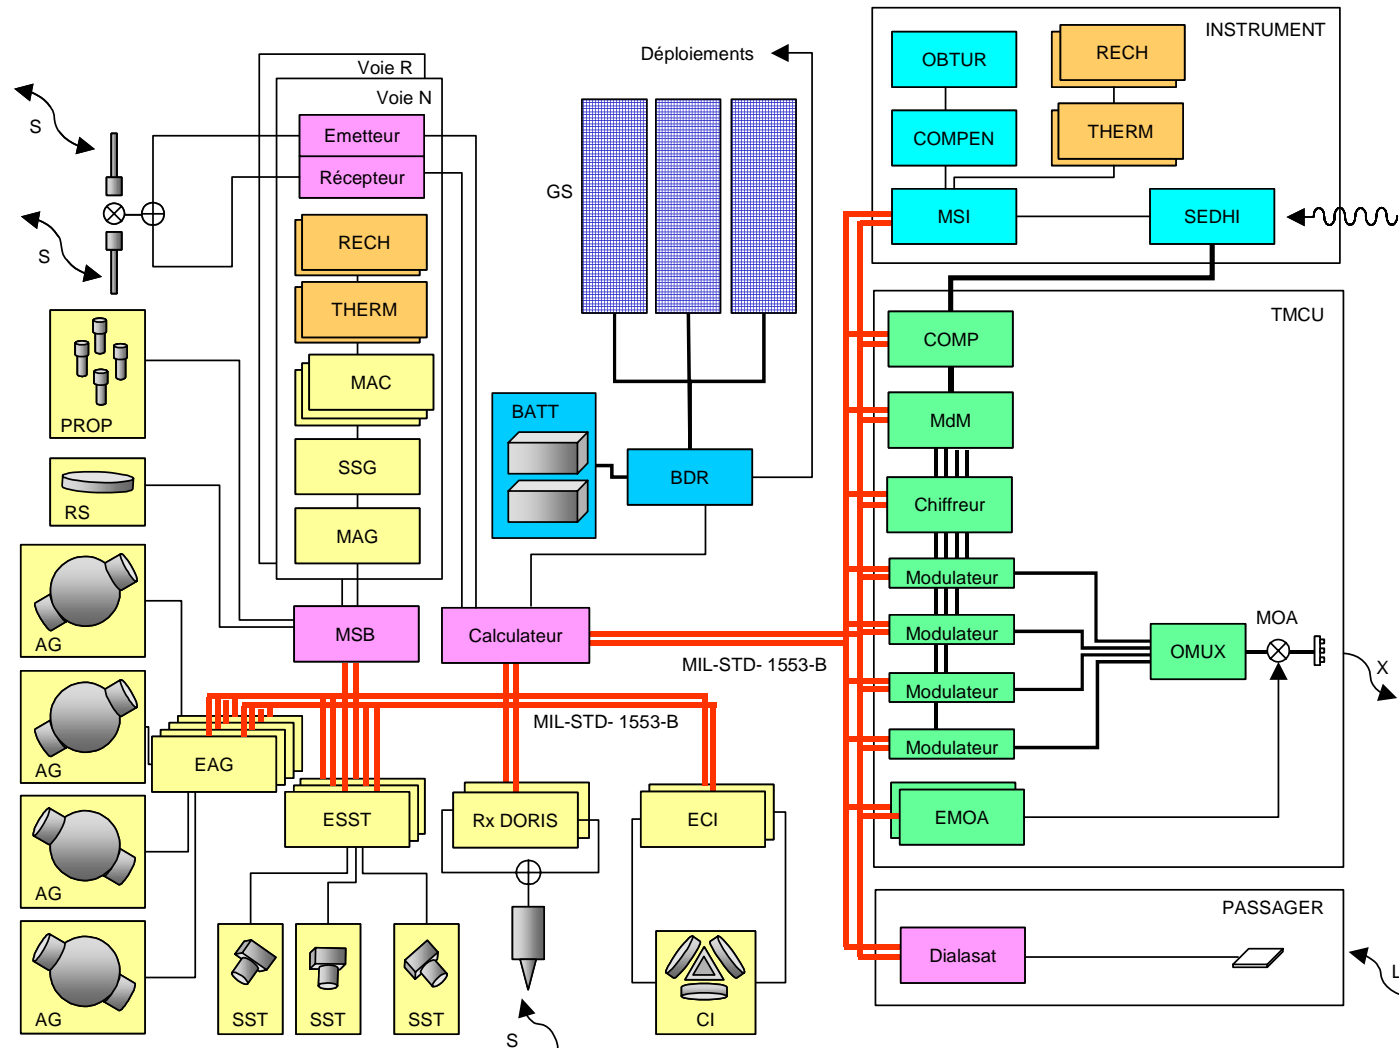 INSTRUMENT
Déploiements
OBTUR
RECH
Voie R
Voie N
S
Emetteur
COMPEN
THERM
Récepteur
GS
MSI
SEDHI
S
RECH
THERM
TMCU
COMP
MAC
PROP
BATT
MdM
SSG
BDR
RS
Chiffreur
MAG
Modulateur
MOA
AG
MSB
Calculateur
Modulateur
OMUX
MIL-STD- 1553-B
X
Modulateur
MIL-STD- 1553-B
Modulateur
AG
EAG
ESST
Rx DORIS
ECI
EMOA
AG
PASSAGER
Dialasat
L
AG
SST
SST
SST
CI
S